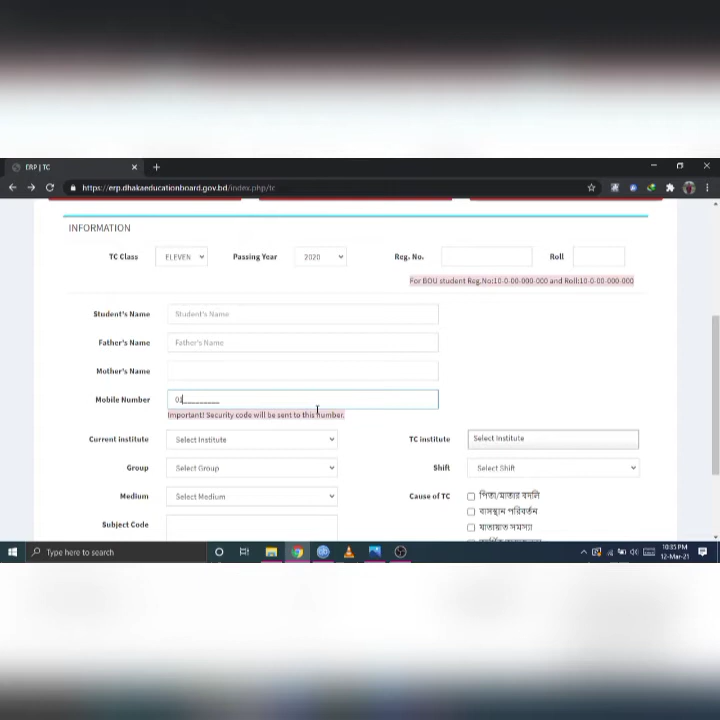 ERP | TC
https://erp.dhakaeducationboard.gov.bd/index.php/tc
INFORMATION
TC Class ELEVEN Passing Year 2020 Reg. No. Roll
For BOU student Reg.No:10-0-00-000-000 and Roll:10-0-00-000-000
Student's Name Student's Name
Father's Name Father's Name
Mother's Name
Mobile Number 01_________
Important! Security code will be sent to this number.
Current institute Select Institute TC institute Select Institute
Group Select Group Shift Select Shift
Medium Select Medium Cause of TC পিতা/মাতার বদলি
বাসস্থান পরিবর্তন
Subject Code যাতায়াত সমস্যা
Type here to search
10:35 PM
12-Mar-21